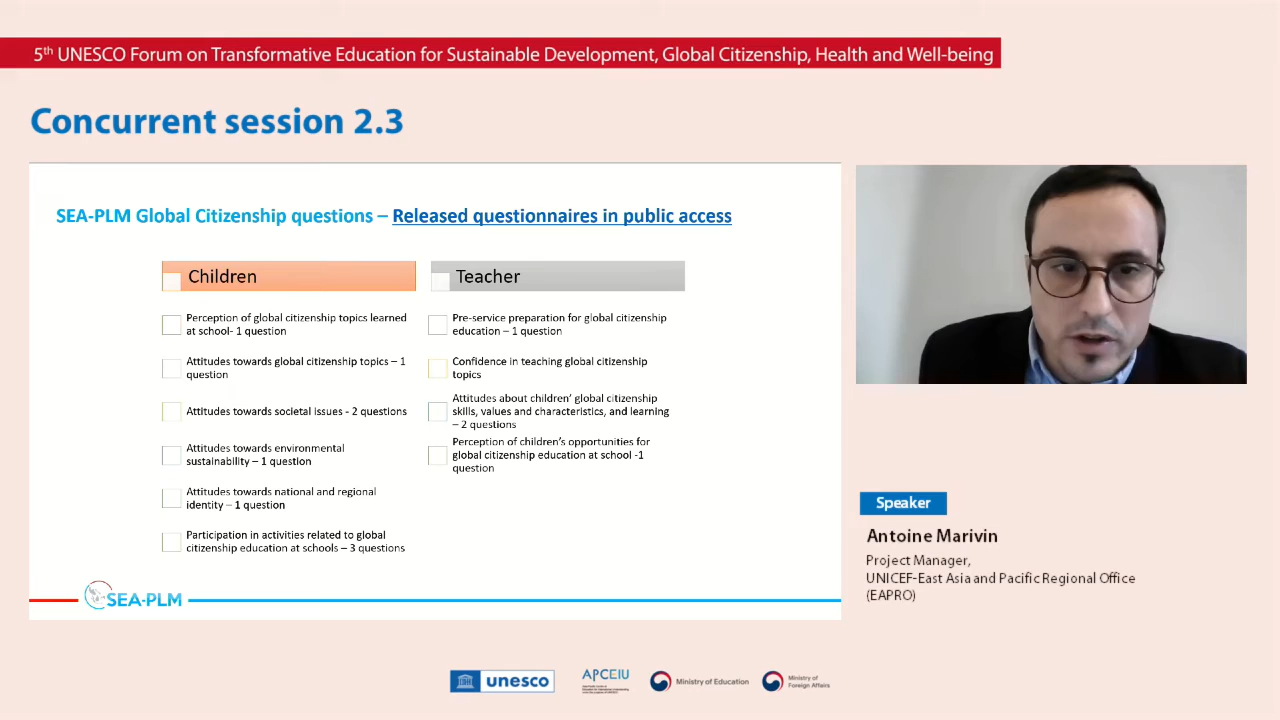 5th UNESCO Forum on Transformative Education for Sustainable Development, Global Citizenship, Health and Well-being
Concurrent session 2.3
SEA-PLM Global Citizenship questions – Released questionnaires in public access
Children
Perception of global citizenship topics learned
at school- 1 question
Attitudes towards global citizenship topics – 1
question
Attitudes towards societal issues - 2 questions
Attitudes towards environmental
sustainability – 1 question
Attitudes towards national and regional
identity – 1 question
Participation in activities related to global
citizenship education at schools – 3 questions
Teacher
Pre-service preparation for global citizenship
education – 1 question
Confidence in teaching global citizenship
topics
Attitudes about children' global citizenship
skills, values and characteristics, and learning
– 2 questions
Perception of children's opportunities for
global citizenship education at school -1
question
SEA-PLM
Speaker
Antoine Marivin
Project Manager,
UNICEF-East Asia and Pacific Regional Office
(EAPRO)
unesco
APCEIU
Ministry of Education
Ministry of
Foreign Affairs